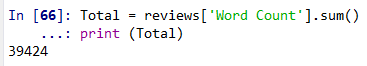 In [66]: Total = reviews['Word Count'].sum()
    ...: print (Total)
39424